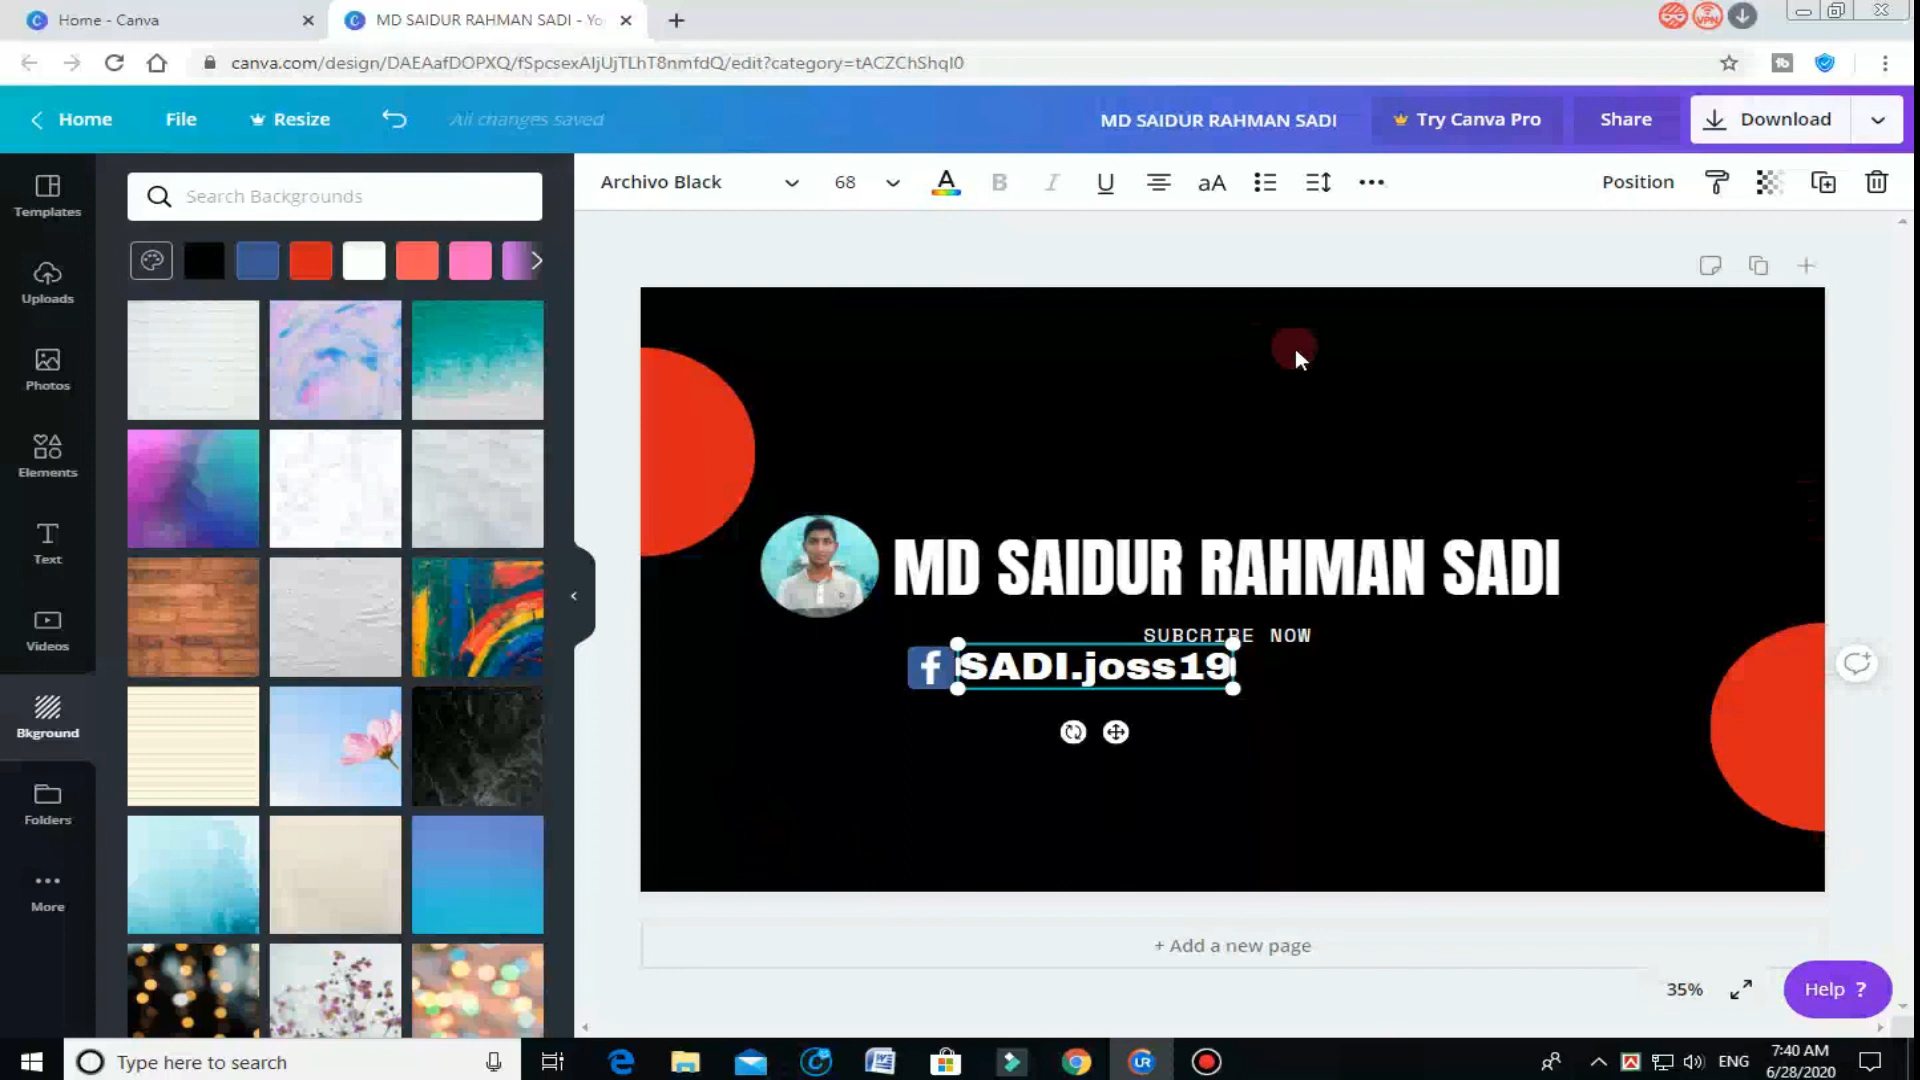 Home - Canva
MD SAIDUR RAHMAN SADI - Yo
canva.com/design/DAEAafDOPXQ/fSpcsexAIjUjTLhT8nmfdQ/edit?category=tACZChShqI0
Home
File
Resize
All changes saved
MD SAIDUR RAHMAN SADI
Try Canva Pro
Share
Download
Templates
Uploads
Photos
Elements
Text
Videos
Bkground
Folders
More
Search Backgrounds
Archivo Black
68
A
B
I
U
aA
Position
MD SAIDUR RAHMAN SADI
SUBCRIBE NOW
f
SADI.joss19
+ Add a new page
35%
Help ?
Type here to search
ENG
7:40 AM
6/28/2020